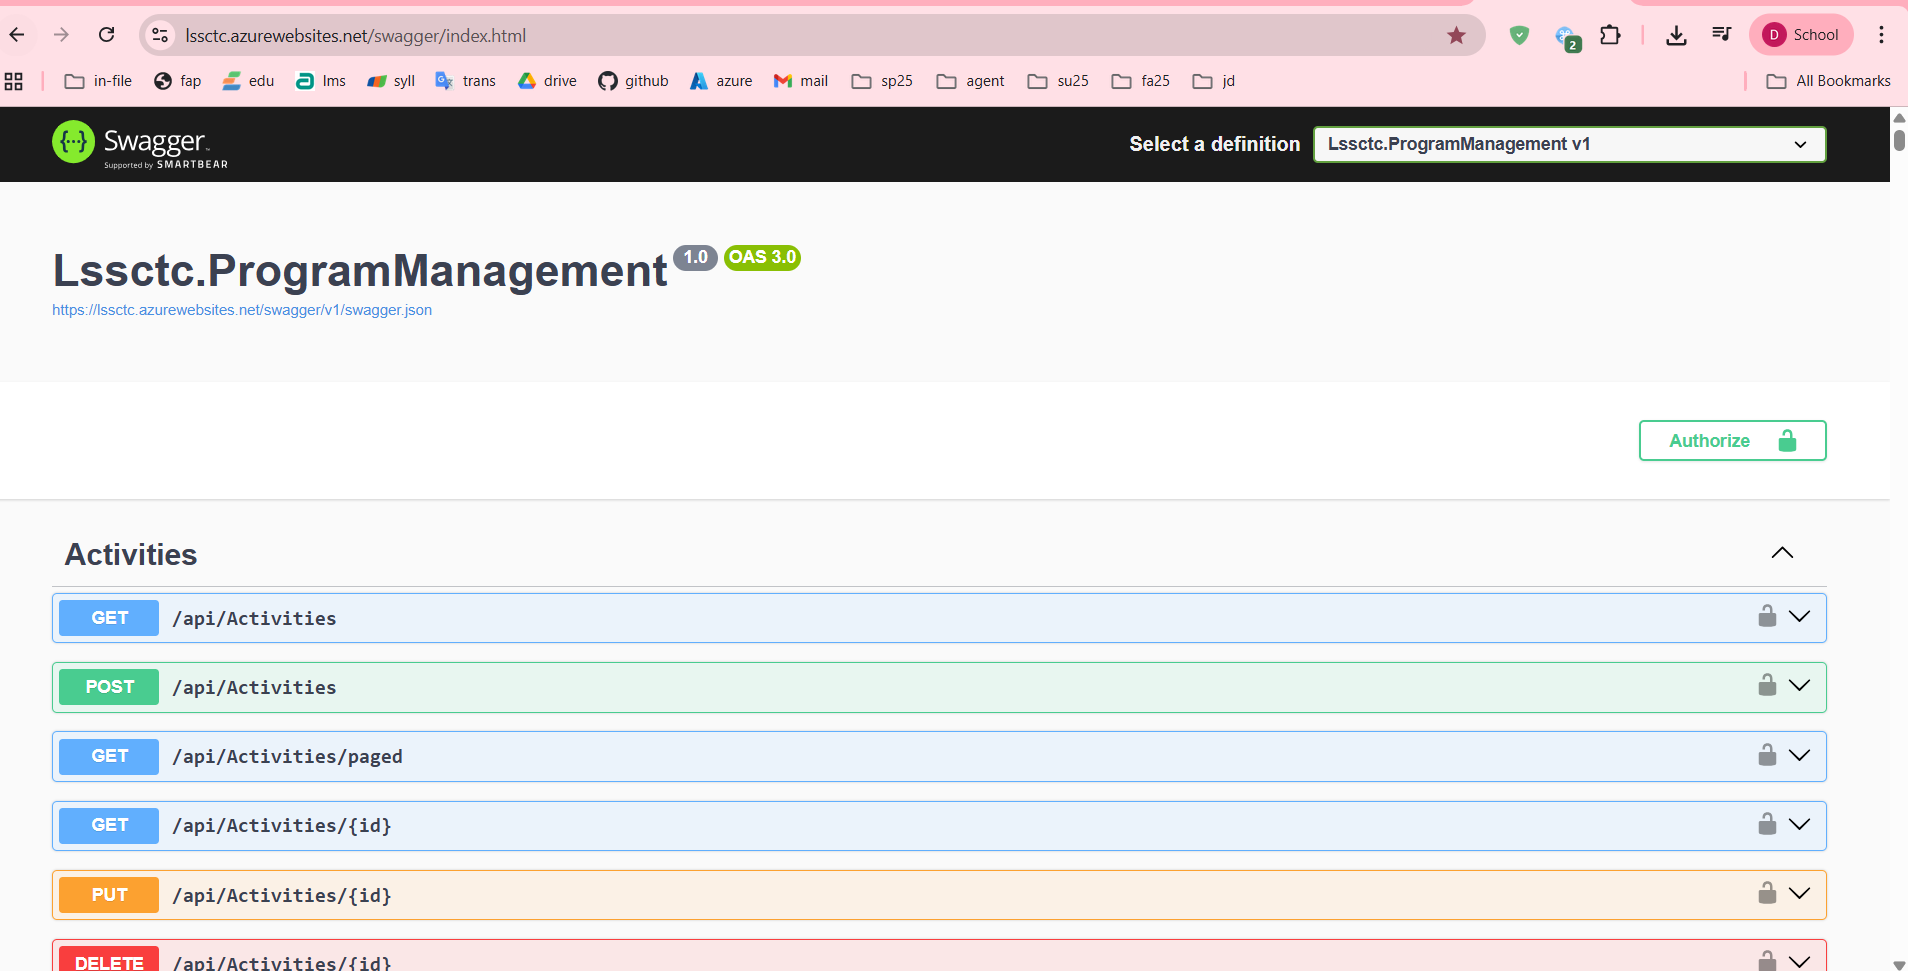 lssctc.azurewebsites.net/swagger/index.html
2
D School
in-file fap edu lms syll trans drive github azure mail sp25 agent su25 fa25 jd All Bookmarks
{···} Swagger™
Supported by SMARTBEAR
Select a definition Lssctc.ProgramManagement v1
Lssctc.ProgramManagement 1.0 OAS 3.0
https://lssctc.azurewebsites.net/swagger/v1/swagger.json
Authorize
Activities
GET /api/Activities
POST /api/Activities
GET /api/Activities/paged
GET /api/Activities/{id}
PUT /api/Activities/{id}
DELETE /api/Activities/{id}